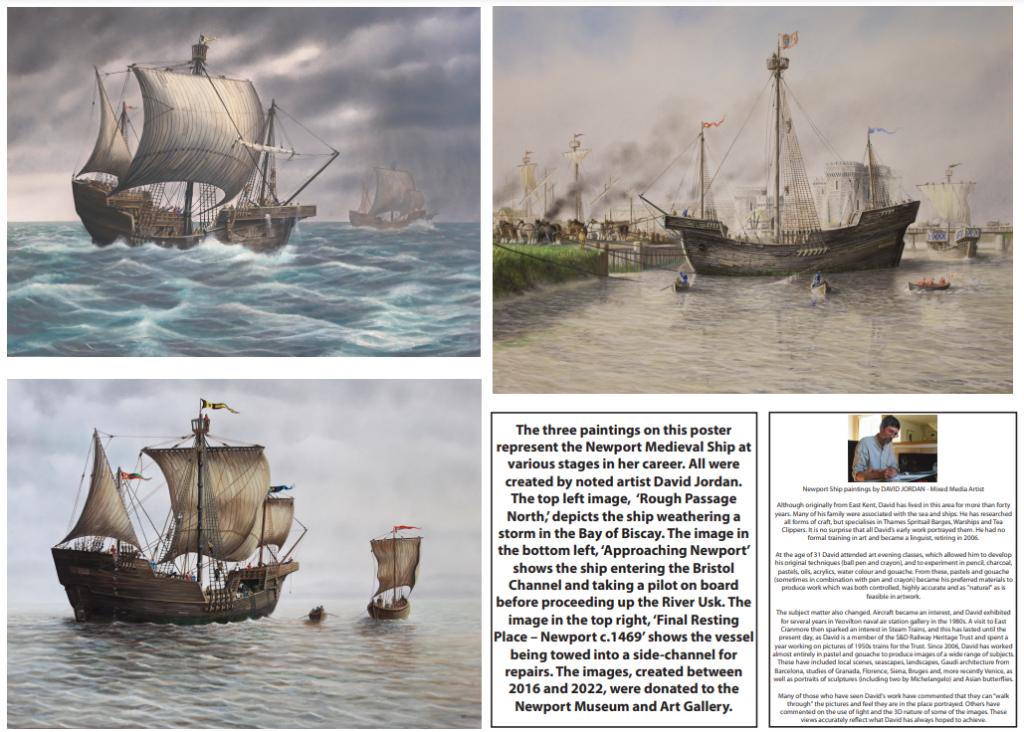 The three paintings on this poster
represent the Newport Medieval Ship at
various stages in her career. All were
created by noted artist David Jordan.
The top left image,  ‘Rough Passage
North,’ depicts the ship weathering a
storm in the Bay of Biscay. The image in
the bottom left, ‘Approaching Newport’
shows the ship entering the Bristol
Channel and taking a pilot on board
before proceeding up the River Usk. The
image in the top right, ‘Final Resting
Place – Newport c.1469’ shows the vessel
being towed into a side-channel for
repairs. The images, created between
2016 and 2022, were donated to the
Newport Museum and Art Gallery.
Newport Ship paintings by DAVID JORDAN - Mixed Media Artist
Although originally from East Kent, David has lived in this area for more than forty
years. Many of his family were associated with the sea and ships. He has researched
all forms of craft, but specialises in Thames Spritsail Barges, Warships and Tea
Clippers. It is no surprise that all David's early work portrayed them. He had no
formal training in art and became a linguist, retiring in 2006.
At the age of 31 David attended art evening classes, which allowed him to develop
his original techniques (ball pen and crayon), and to experiment in pencil, charcoal,
pastels, oils, acrylics, water colour and gouache. From these, pastels and gouache
(sometimes in combination with pen and crayon) became his preferred materials to
produce work which was both controlled, highly accurate and as "natural" as is
feasible in artwork.
The subject matter also changed. Aircraft became an interest, and David exhibited
for several years in Yeovilton naval air station gallery in the 1980s. A visit to East
Cranmore then sparked an interest in Steam Trains, and this has lasted until the
present day, as David is a member of the S&D Railway Heritage Trust and spent a
year working on pictures of 1950s trains for the Trust. Since 2006, David has worked
almost entirely in pastel and gouache to produce images of a wide range of subjects.
These have included local scenes, seascapes, landscapes, Gaudi architecture from
Barcelona, studies of Granada, Florence, Siena, Bruges and, more recently Venice, as
well as portraits of sculptures (including two by Michelangelo) and Asian butterflies.
Many of those who have seen David's work have commented that they can "walk
through" the pictures and feel they are in the place portrayed. Others have
commented on the use of light and the 3D nature of some of the images. These
views accurately reflect what David has always hoped to achieve.